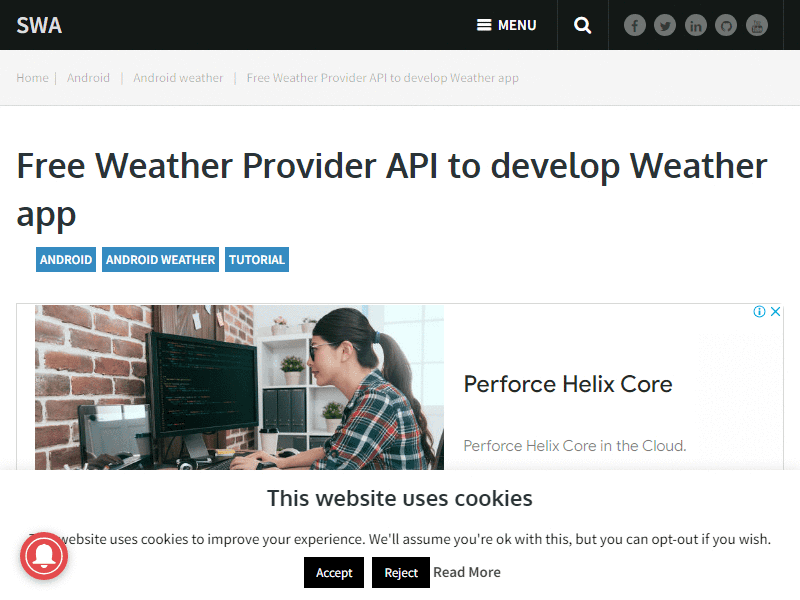 SWA
MENU
Home | Android | Android weather | Free Weather Provider API to develop Weather app
Free Weather Provider API to develop Weather
app
ANDROID ANDROID WEATHER TUTORIAL
Perforce Helix Core
Perforce Helix Core in the Cloud.
This website uses cookies
website uses cookies to improve your experience. We'll assume you're ok with this, but you can opt-out if you wish.
Accept Reject Read More